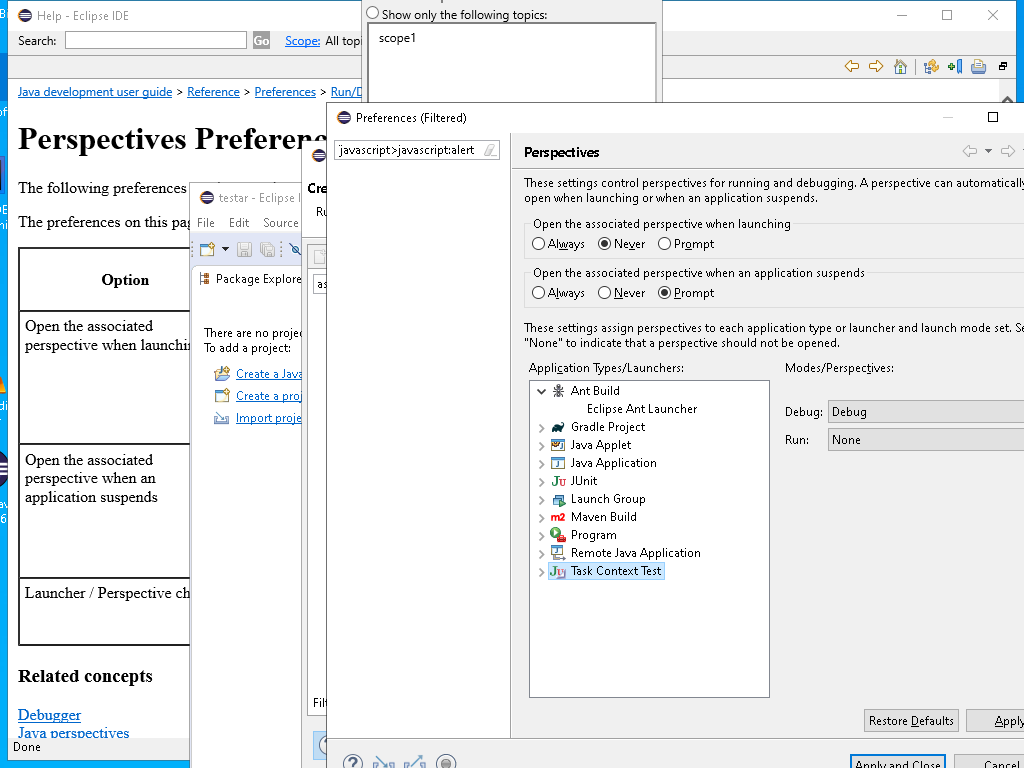 Help - Eclipse IDE
Show only the following topics:
Search:
Go
Scope:
All topi
scope1
Java development user guide > Reference > Preferences > Run/D
Perspectives Preferenc
The following preferences
The preferences on this pag
Option
Open the associated
perspective when launchi
Open the associated
perspective when an
application suspends
Launcher / Perspective ch
Related concepts
Debugger
Java perspectives
Done
testar - Eclipse I
File Edit Source
Package Explore
There are no projec
To add a project:
Create a Java
Create a proj
Import proje
Cre
Ru
as
Filt
Preferences (Filtered)
javascript>javascript:alert
Perspectives
These settings control perspectives for running and debugging. A perspective can automatically
open when launching or when an application suspends.
Open the associated perspective when launching
Always Never Prompt
Open the associated perspective when an application suspends
Always Never Prompt
These settings assign perspectives to each application type or launcher and launch mode set. Se
"None" to indicate that a perspective should not be opened.
Application Types/Launchers:
Modes/Perspectives:
Ant Build
Eclipse Ant Launcher
Gradle Project
Java Applet
Java Application
JUnit
Launch Group
Maven Build
Program
Remote Java Application
Task Context Test
Debug: Debug
Run: None
Restore Defaults
Apply
Apply and Close
Cancel